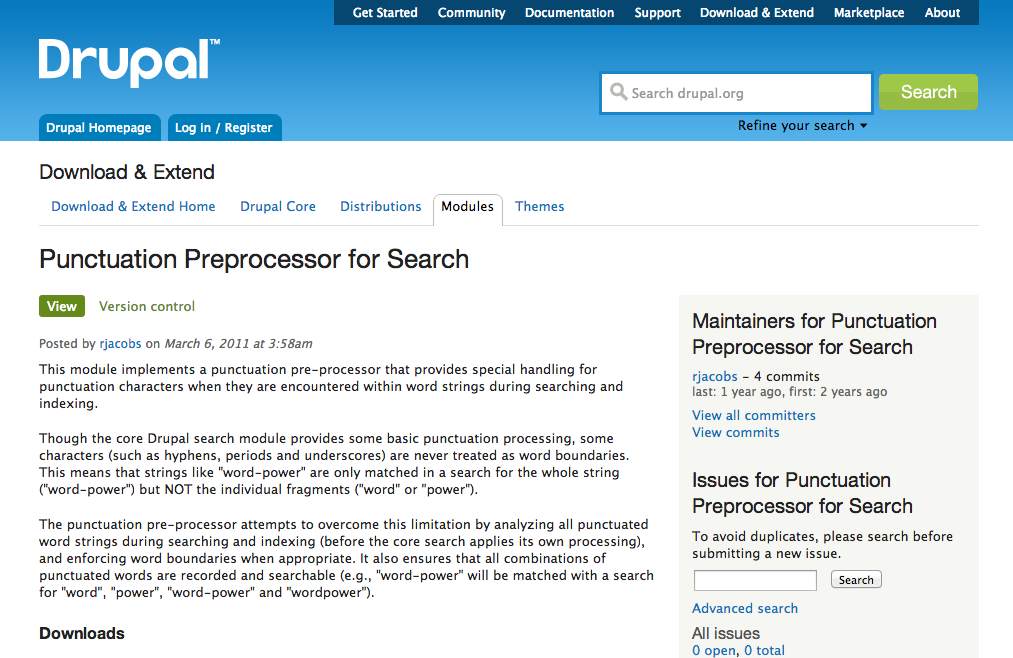 Get Started Community Documentation Support Download & Extend Marketplace About
Drupal™
Search drupal.org
Search
Refine your search
Drupal Homepage Log in / Register
Download & Extend
Download & Extend Home Drupal Core Distributions Modules Themes
Punctuation Preprocessor for Search
View Version control
Posted by rjacobs on March 6, 2011 at 3:58am
This module implements a punctuation pre-processor that provides special handling for
punctuation characters when they are encountered within word strings during searching and
indexing.
Though the core Drupal search module provides some basic punctuation processing, some
characters (such as hyphens, periods and underscores) are never treated as word boundaries.
This means that strings like "word-power" are only matched in a search for the whole string
("word-power") but NOT the individual fragments ("word" or "power").
The punctuation pre-processor attempts to overcome this limitation by analyzing all punctuated
word strings during searching and indexing (before the core search applies its own processing),
and enforcing word boundaries when appropriate. It also ensures that all combinations of
punctuated words are recorded and searchable (e.g., "word-power" will be matched with a search
for "word", "power", "word-power" and "wordpower").
Downloads
Maintainers for Punctuation
Preprocessor for Search
rjacobs – 4 commits
last: 1 year ago, first: 2 years ago
View all committers
View commits
Issues for Punctuation
Preprocessor for Search
To avoid duplicates, please search before
submitting a new issue.
Search
Advanced search
All issues
0 open, 0 total